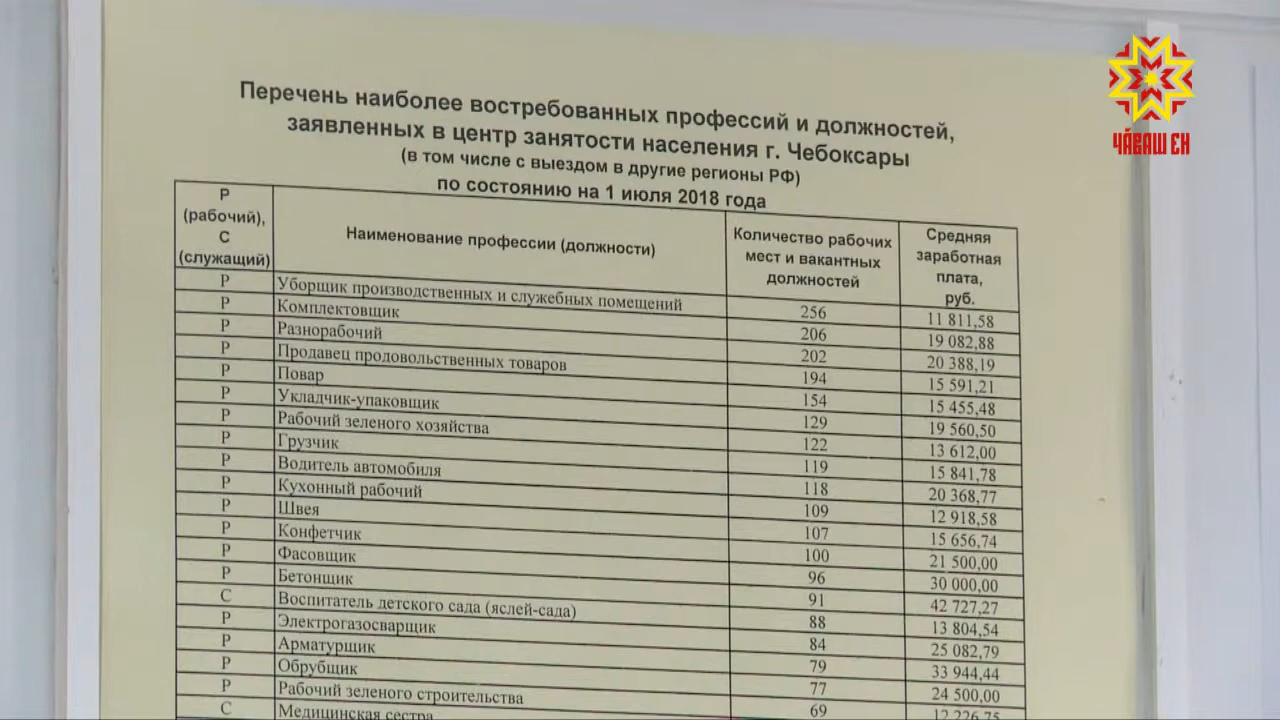 Перечень наиболее востребованных профессий и должностей,
заявленных в центр занятости населения г. Чебоксары
(в том числе с выездом в другие регионы РФ)
по состоянию на 1 июля 2018 года
Р
(рабочий),
С
(служащий)
Наименование профессии (должности)
Количество рабочих
мест и вакантных
должностей
Средняя
заработная
плата,
руб.
Р Уборщик производственных и служебных помещений 256 11 811,58
Р Комплектовщик 206 19 082,88
Р Разнорабочий 202 20 388,19
Р Продавец продовольственных товаров 194 15 591,21
Р Повар 154 15 455,48
Р Укладчик-упаковщик 129 19 560,50
Р Рабочий зеленого хозяйства 122 13 612,00
Р Грузчик 119 15 841,78
Р Водитель автомобиля 118 20 368,77
Р Кухонный рабочий 109 12 918,58
Р Швея 107 15 656,74
Р Конфетчик 100 21 500,00
Р Фасовщик 96 30 000,00
Р Бетонщик 91 42 727,27
С Воспитатель детского сада (яслей-сада) 88 13 804,54
Р Электрогазосварщик 84 25 082,79
Р Арматурщик 79 33 944,44
Р Обрубщик 77 24 500,00
Р Рабочий зеленого строительства 69 12 226,75
С Медицинская сестра
ЧӐВАШ ЕН